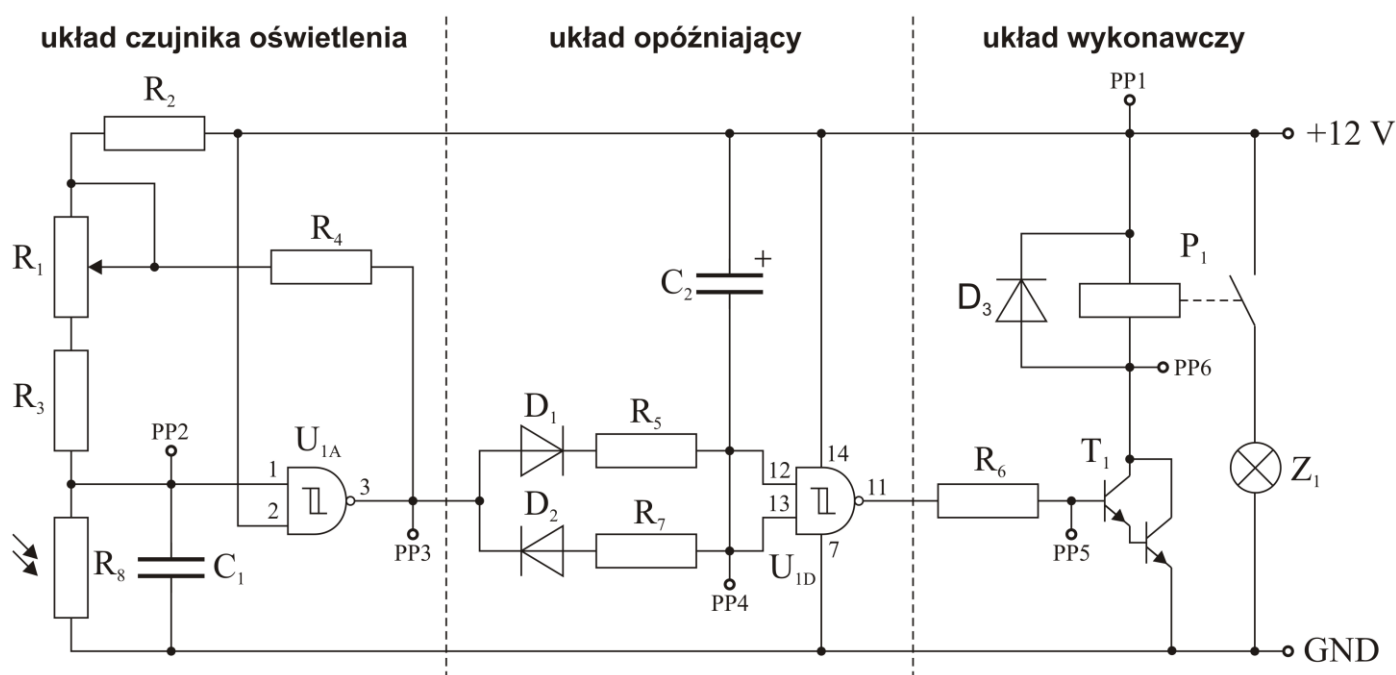 układ czujnika oświetlenia
układ opóźniający
układ wykonawczy
PP1
R2
+12 V
R1
R4
C2
+
D3
P1
PP6
R3
PP2
U1A
1
2
3
PP3
D1
R5
D2
R7
PP4
12
13
14
11
7
U1D
R6
PP5
T1
Z1
R8
C1
GND